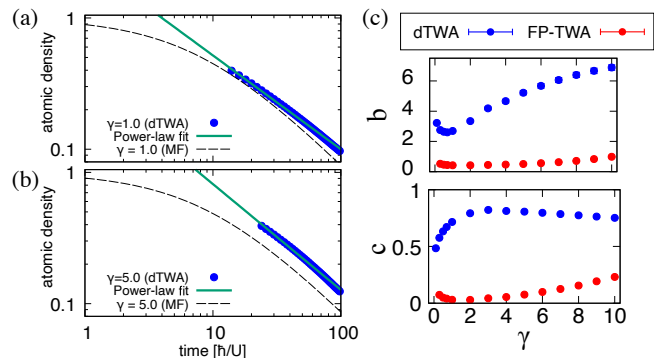 (a)
1
0.1
atomic density
γ=1.0 (dTWA)
Power-law fit
γ = 1.0 (MF)
(b)
1
0.1
atomic density
γ=5.0 (dTWA)
Power-law fit
γ = 5.0 (MF)
1 10 100
time [ħ/U]
(c)
dTWA FP-TWA
6
4
2
0
b
1
0.5
0
c
0 2 4 6 8 10
γ